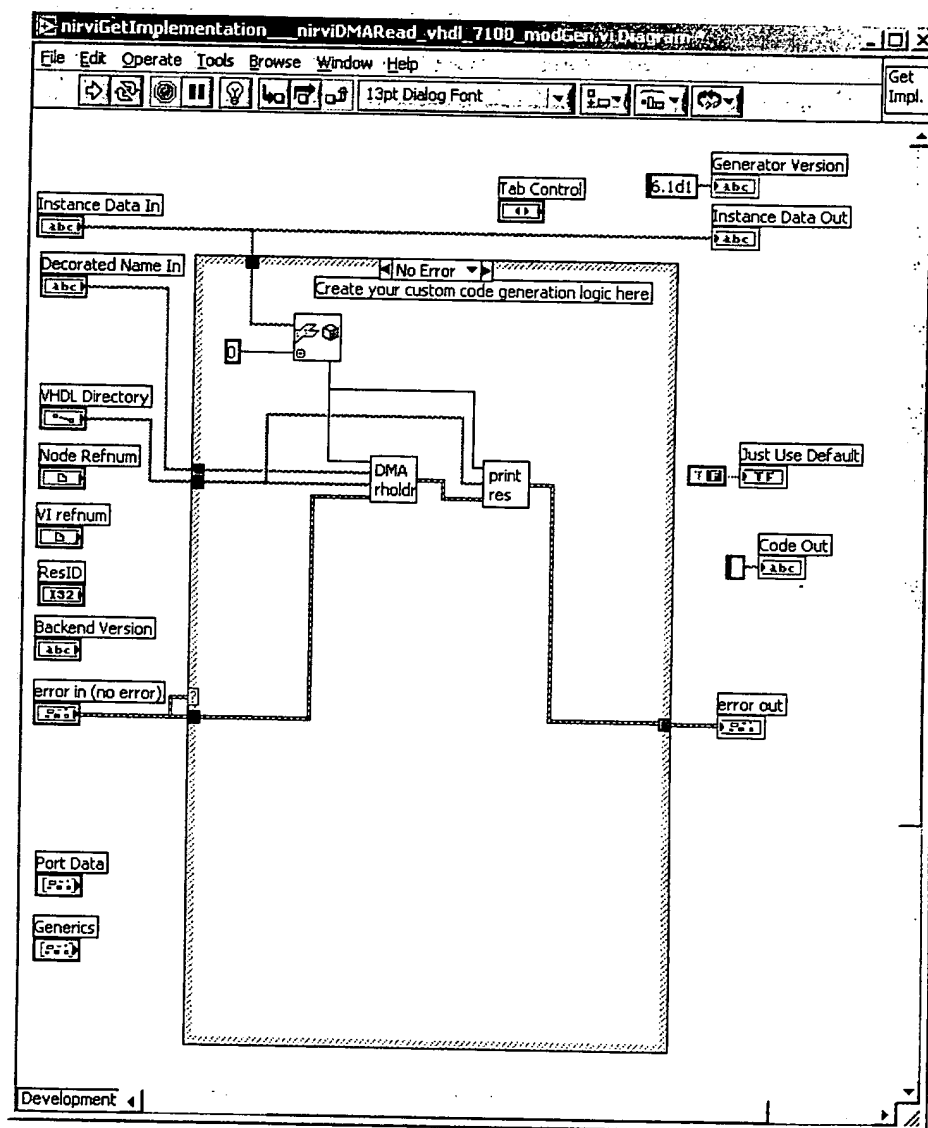 nirviGetImplementation___nirviDMARead_vhdl_7100_modGen.vi Diagram
File Edit Operate Tools Browse Window Help
13pt Dialog Font
Get
Impl.
Generator Version
6.1d1
abc
Tab Control
Instance Data In
abc
Instance Data Out
abc
Decorated Name In
abc
No Error
Create your custom code generation logic here
0
VHDL Directory
Node Refnum
DMA
rholdr
print
res
Just Use Default
T F
TF
VI refnum
Code Out
abc
ResID
I32
Backend Version
abc
error in (no error)
?
error out
Port Data
Generics
Development